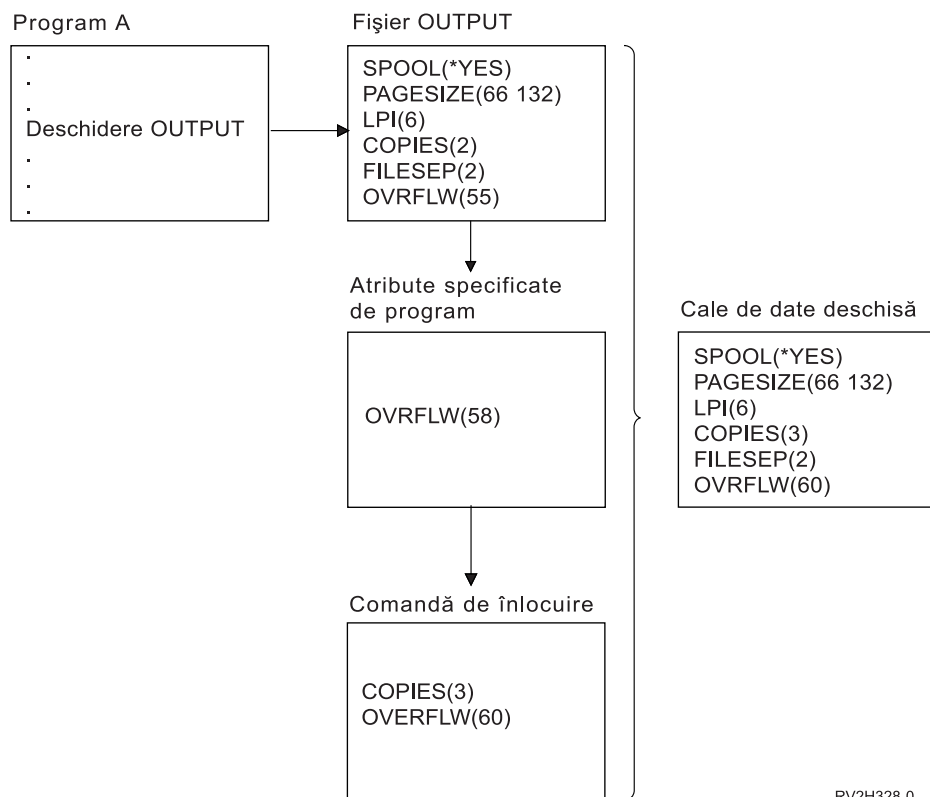 Program A
.
.
.
Deschidere OUTPUT
.
.
.
Fişier OUTPUT
SPOOL(*YES)
PAGESIZE(66 132)
LPI(6)
COPIES(2)
FILESEP(2)
OVRFLW(55)
Atribute specificate
de program
OVRFLW(58)
Comandă de înlocuire
COPIES(3)
OVERFLW(60)
Cale de date deschisă
SPOOL(*YES)
PAGESIZE(66 132)
LPI(6)
COPIES(3)
FILESEP(2)
OVRFLW(60)
RV2H328-0